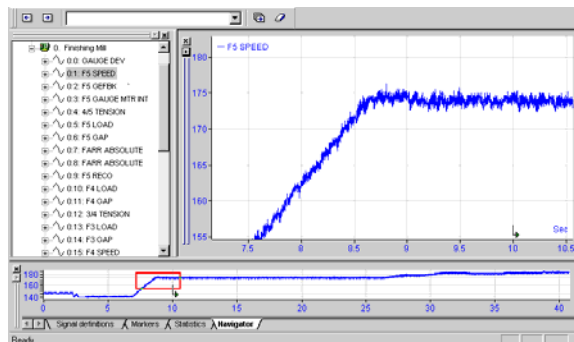 0. Finishing Mill
0:0: GAUGE DEV
0:1: F5 SPEED
0:2: F5 GEFBK
0:3: F5 GAUGE MTR INT
0:4: 4/5 TENSION
0:5: F5 LOAD
0:6: F5 GAP
0:7: FARR ABSOLUTE
0:8: FARR ABSOLUTE
0:9: F5 RECO
0:10: F4 LOAD
0:11: F4 GAP
0:12: 3/4 TENSION
0:13: F3 LOAD
0:14: F3 GAP
0:15: F4 SPEED
F5 SPEED
180
175
170
165
160
155
7.5 8 8.5 9 9.5 10 10.5
Sec
180
160
140
0 5 10 15 20 25 30 35 40
Signal definitions Markers Statistics Navigator
Ready